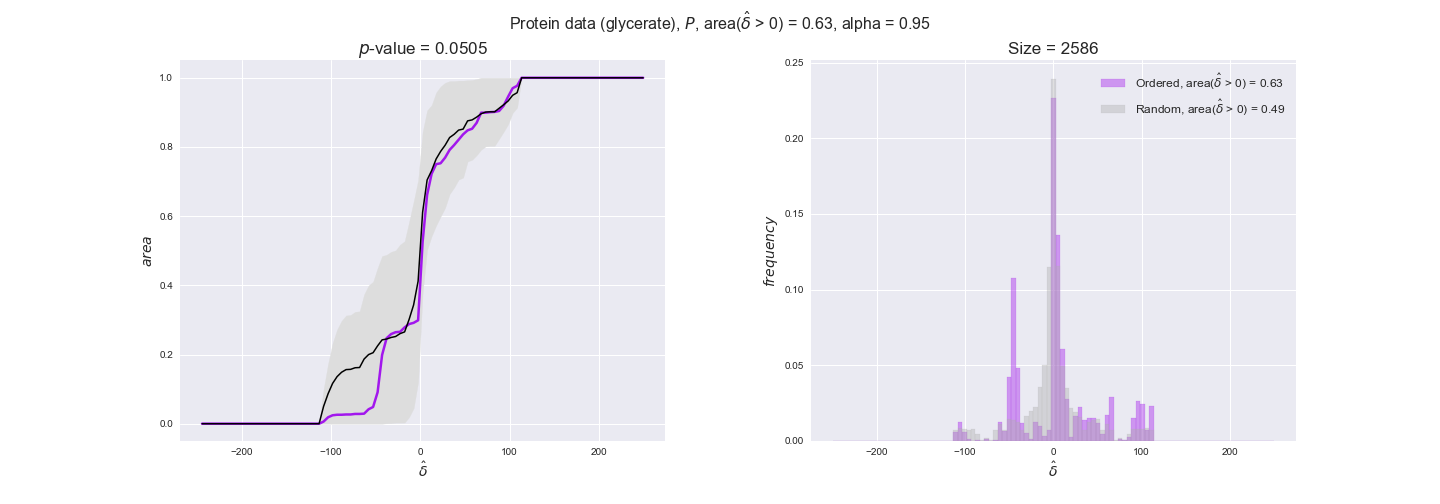 Protein data (glycerate), P, area(δ̂ > 0) = 0.63, alpha = 0.95
p-value = 0.0505
1.0
0.8
0.6
0.4
0.2
0.0
area
−200
−100
0
100
200
δ̂
Size = 2586
Ordered, area(δ̂ > 0) = 0.63
Random, area(δ̂ > 0) = 0.49
0.25
0.20
0.15
0.10
0.05
0.00
frequency
−200
−100
0
100
200
δ̂